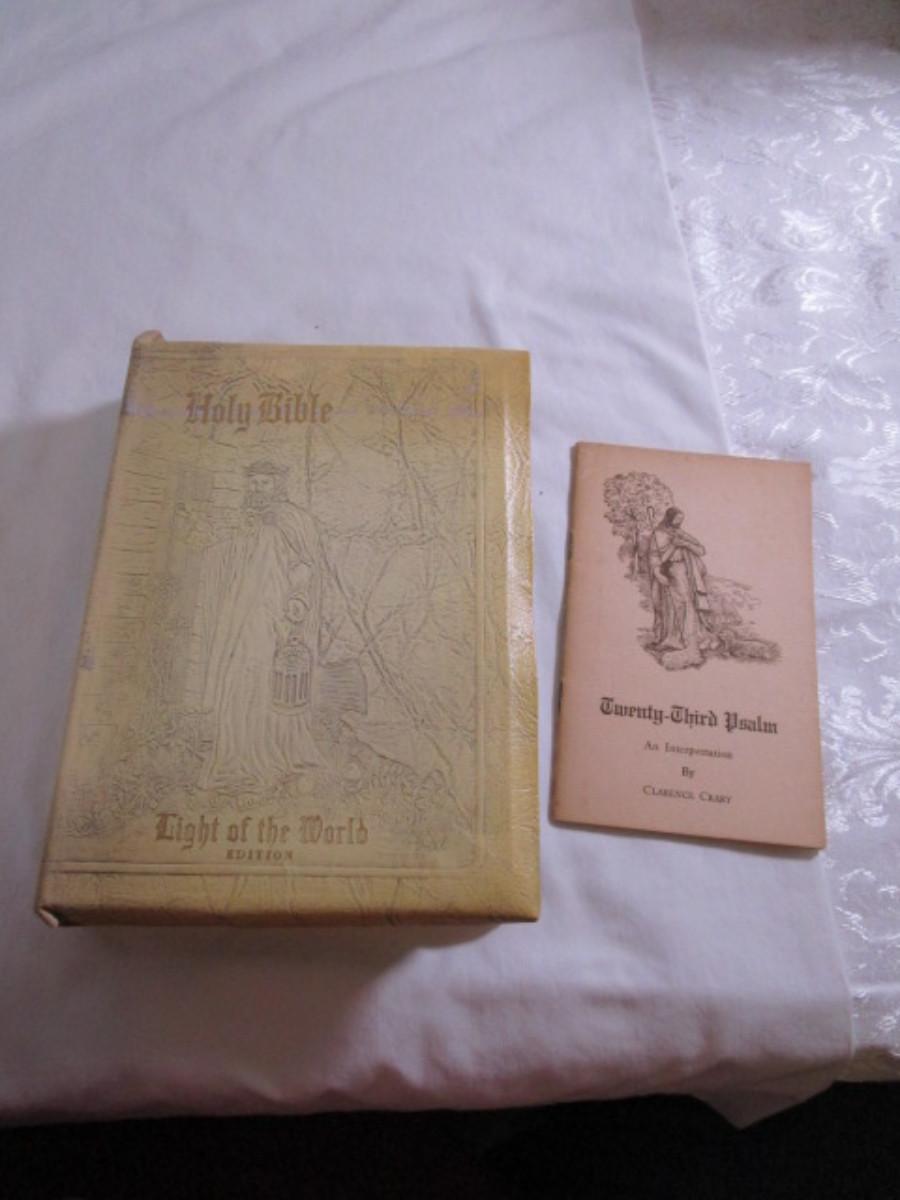 Holy Bible
Light of the World
EDITION
Twenty-Third Psalm
An Interpretation
By
CLARENCE CRARY